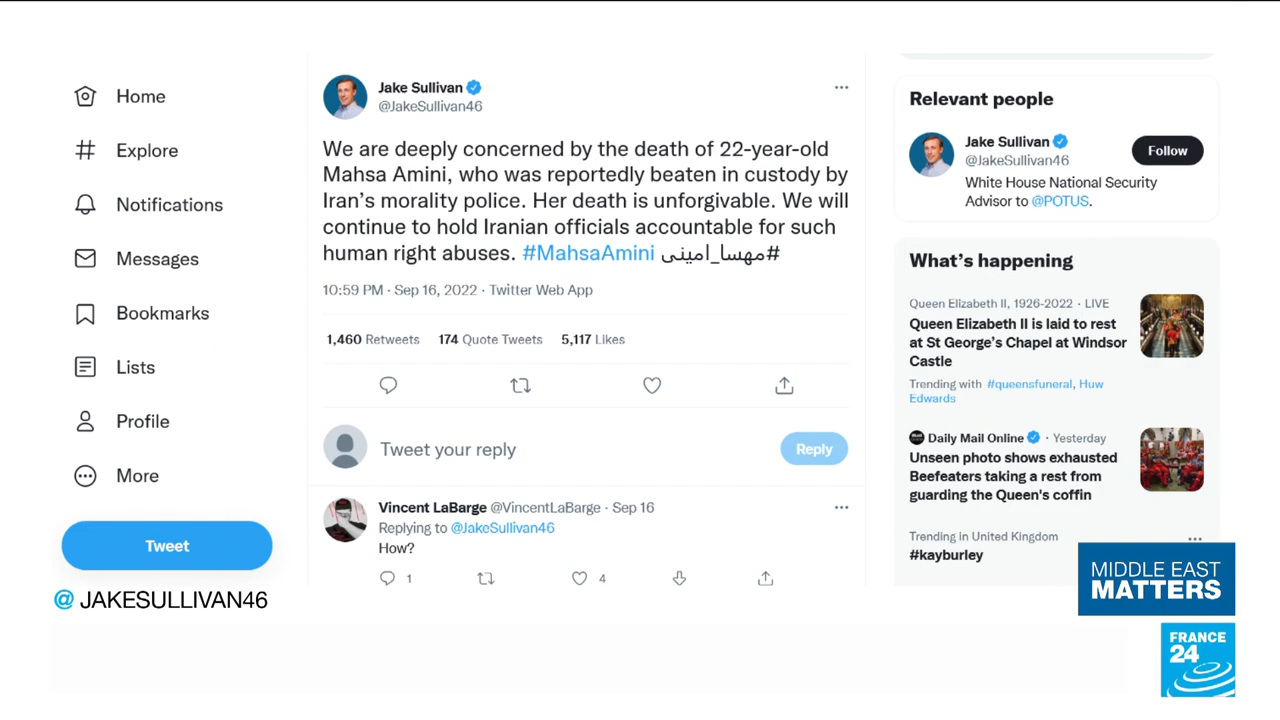 Home
Explore
Notifications
Messages
Bookmarks
Lists
Profile
More
Tweet
@ JAKESULLIVAN46
Jake Sullivan
@JakeSullivan46
We are deeply concerned by the death of 22-year-old
Mahsa Amini, who was reportedly beaten in custody by
Iran’s morality police. Her death is unforgivable. We will
continue to hold Iranian officials accountable for such
human right abuses. #MahsaAmini #مهسا_امینی
10:59 PM · Sep 16, 2022 · Twitter Web App
1,460 Retweets 174 Quote Tweets 5,117 Likes
Tweet your reply
Reply
Vincent LaBarge @VincentLaBarge · Sep 16
Replying to @JakeSullivan46
How?
1 4
Relevant people
Jake Sullivan
@JakeSullivan46
Follow
White House National Security
Advisor to @POTUS.
What’s happening
Queen Elizabeth II, 1926-2022 · LIVE
Queen Elizabeth II is laid to rest
at St George’s Chapel at Windsor
Castle
Trending with #queensfuneral, Huw
Edwards
Daily Mail Online · Yesterday
Unseen photo shows exhausted
Beefeaters taking a rest from
guarding the Queen's coffin
Trending in United Kingdom
#kayburley
MIDDLE EAST
MATTERS
FRANCE
24